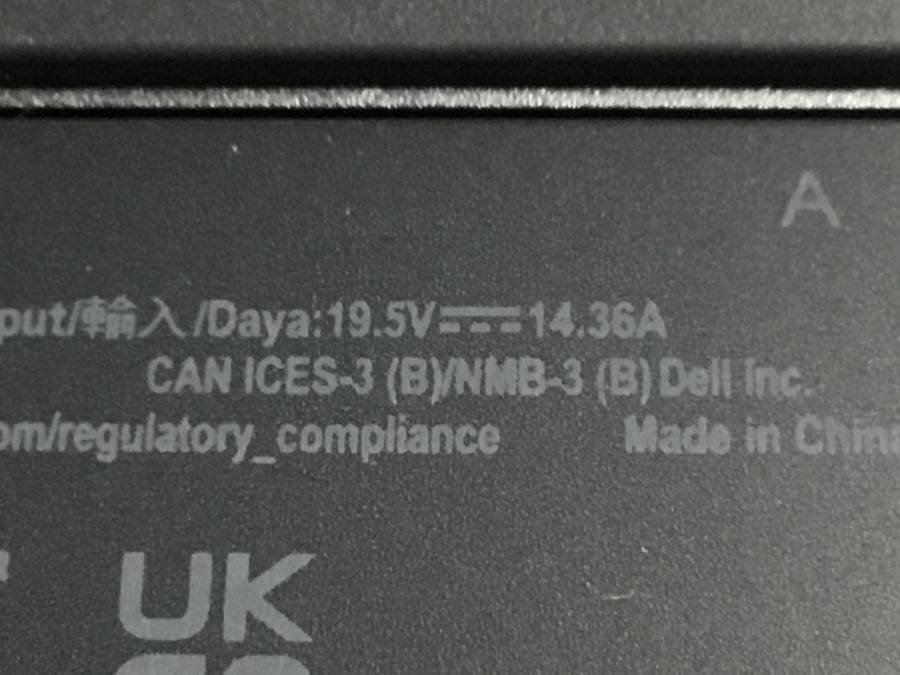 A
put/輸入/Daya:19.5V⎓14.36A
CAN ICES-3 (B)/NMB-3 (B) Dell Inc.
om/regulatory_compliance Made in China
UK